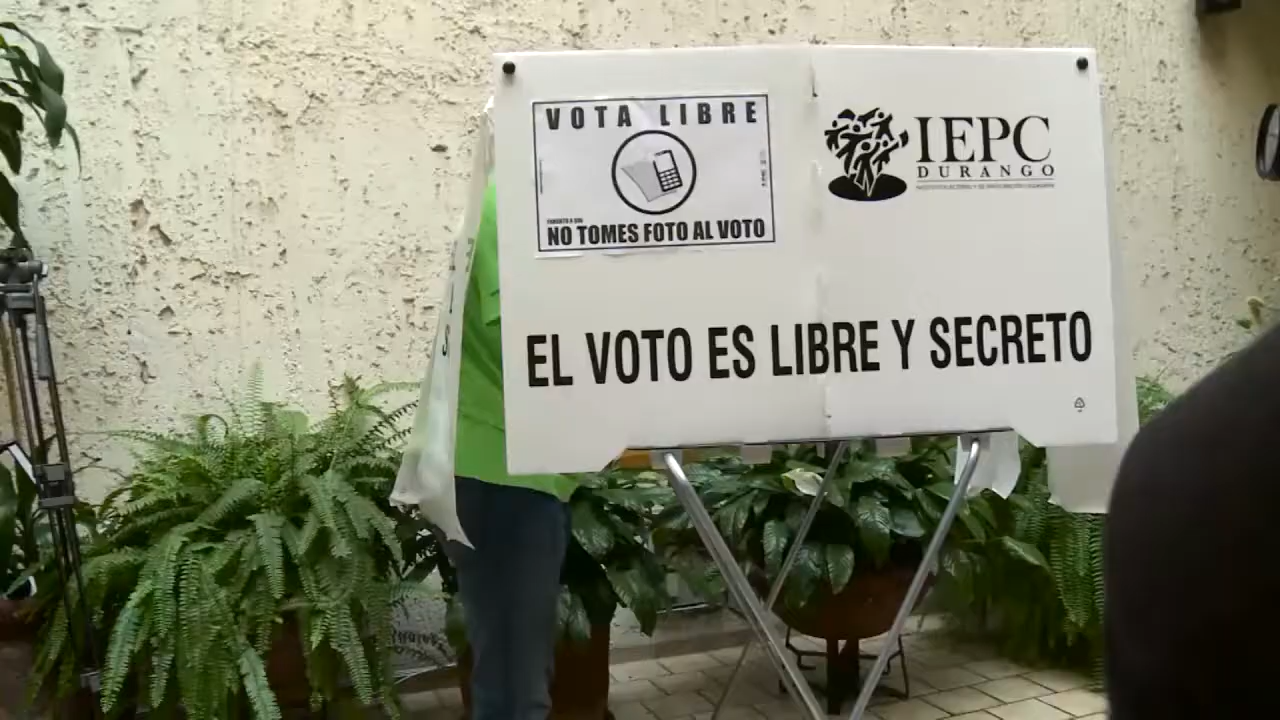 VOTA LIBRE
NO TOMES FOTO AL VOTO
IEPC
DURANGO
EL VOTO ES LIBRE Y SECRETO